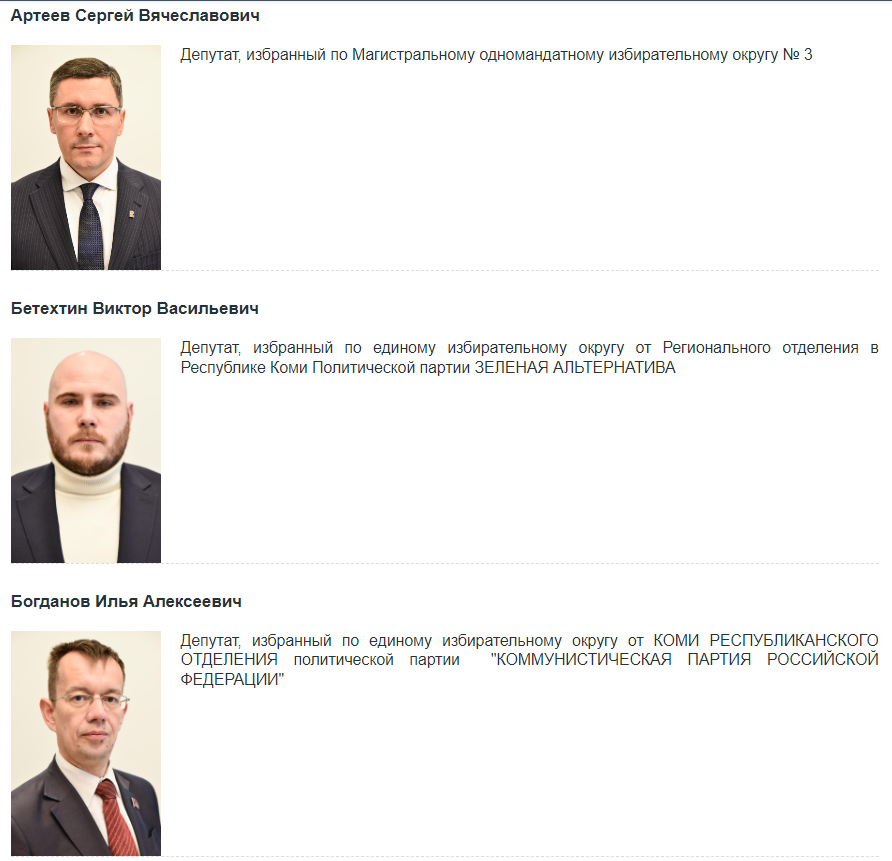 Артеев Сергей Вячеславович
Депутат, избранный по Магистральному одномандатному избирательному округу № 3
Бетехтин Виктор Васильевич
Депутат, избранный по единому избирательному округу от Регионального отделения в
Республике Коми Политической партии ЗЕЛЕНАЯ АЛЬТЕРНАТИВА
Богданов Илья Алексеевич
Депутат, избранный по единому избирательному округу от КОМИ РЕСПУБЛИКАНСКОГО
ОТДЕЛЕНИЯ политической партии "КОММУНИСТИЧЕСКАЯ ПАРТИЯ РОССИЙСКОЙ
ФЕДЕРАЦИИ"